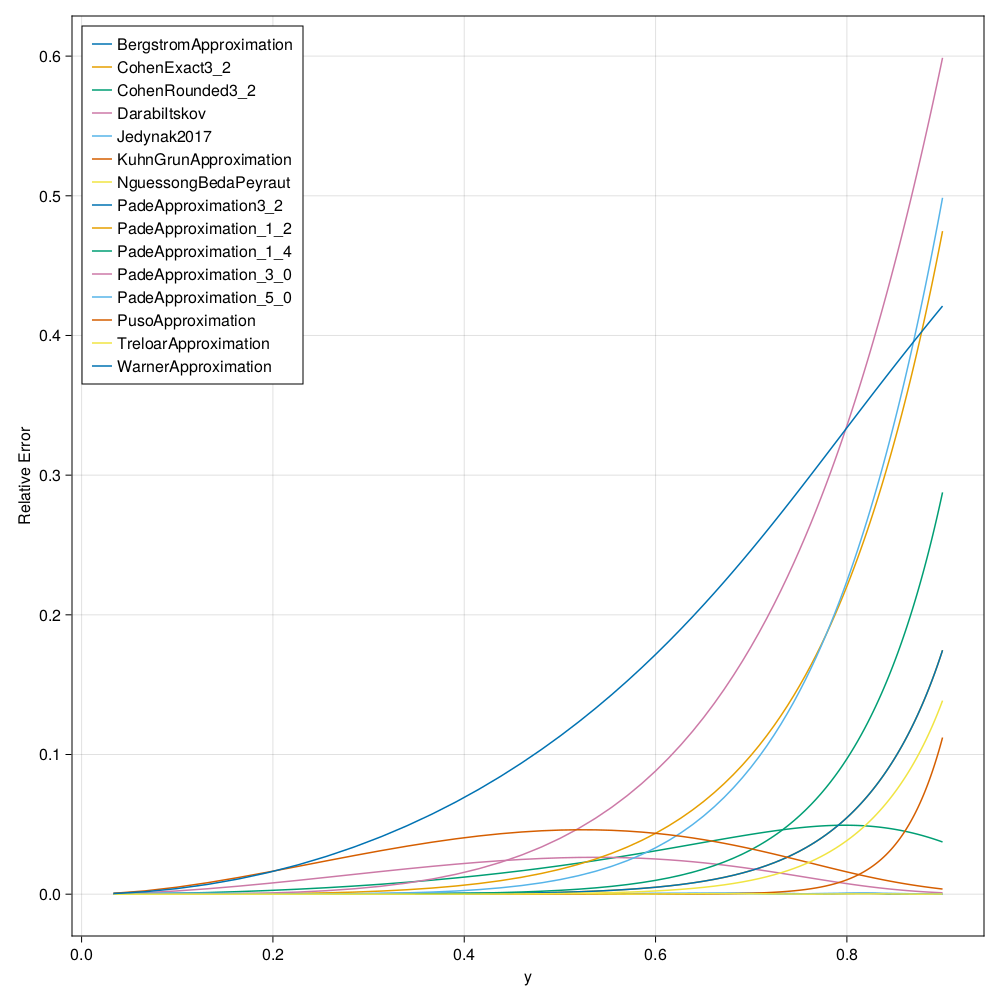 BergstromApproximation
CohenExact3_2
CohenRounded3_2
DarabiItskov
Jedynak2017
KuhnGrunApproximation
NguessongBedaPeyraut
PadeApproximation3_2
PadeApproximation_1_2
PadeApproximation_1_4
PadeApproximation_3_0
PadeApproximation_5_0
PusoApproximation
TreloarApproximation
WarnerApproximation
0.6
0.5
0.4
0.3
0.2
0.1
0.0
Relative Error
0.0 0.2 0.4 0.6 0.8
y